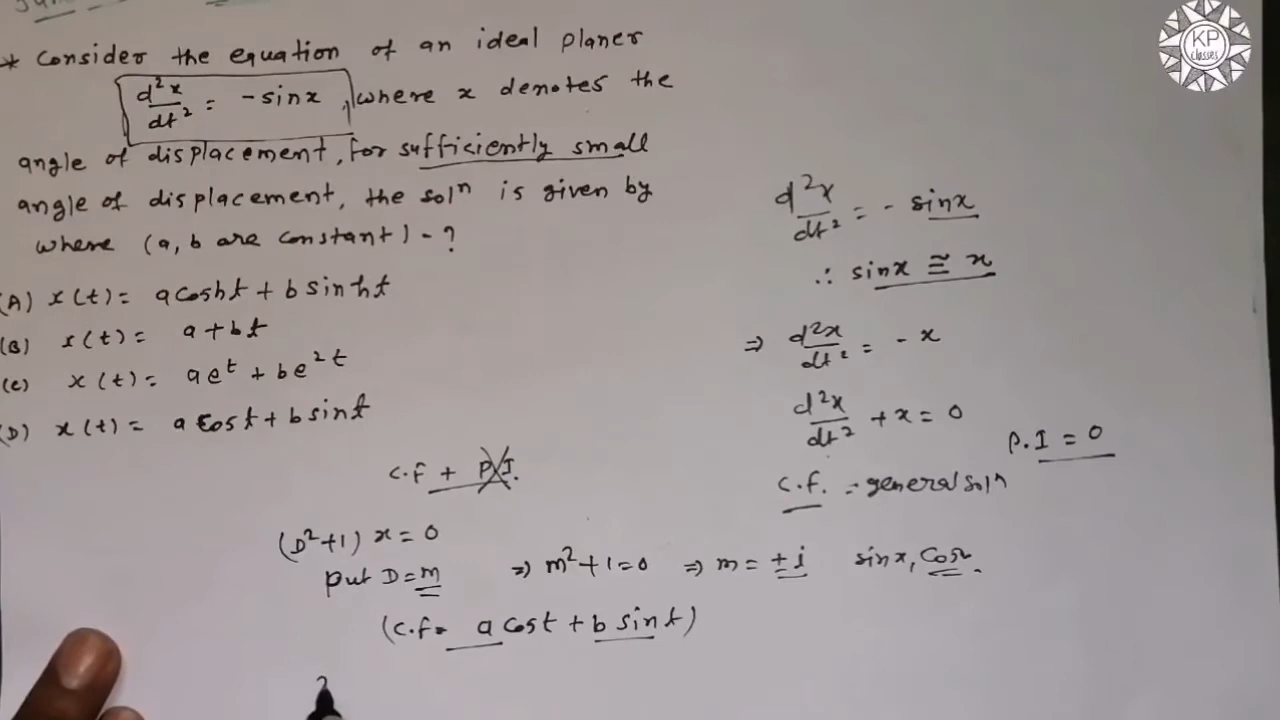 * Consider the equation of an ideal planer
d²x/dt² = -sinx, where x denotes the
angle of displacement, for sufficiently small
angle of displacement, the solⁿ is given by
where (a, b are constant) - ?
(A) x(t) = a cosht + b sinht
(B) x(t) = a + bt
(C) x(t) = ae^t + be^2t
(D) x(t) = a cost + b sint
C.f + P.I.
(D²+1) x = 0
put D = m ⇒ m²+1=0 ⇒ m = ±i sinx, Cosx.
(C.f = a cost + b sint)
d²x/dt² = - sinx
∴ sinx ≅ x
⇒ d²x/dt² = - x
d²x/dt² + x = 0
P.I = 0
C.f. = general solⁿ
KP
classes